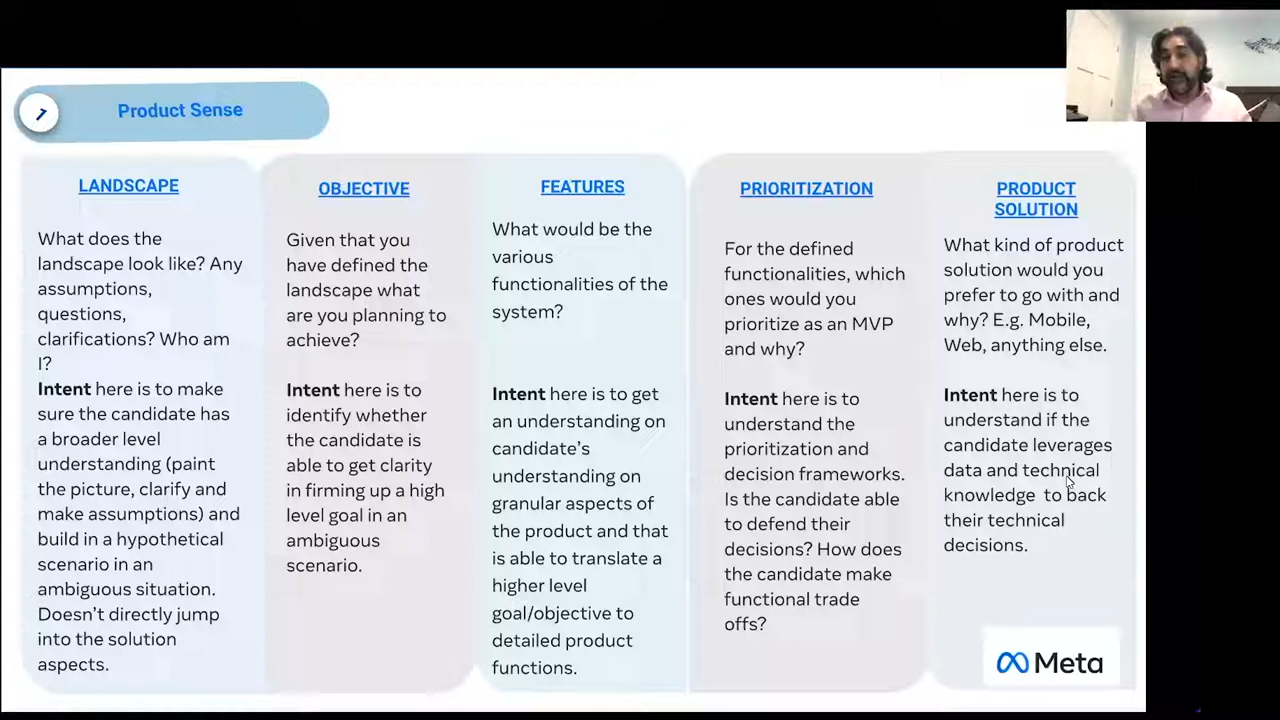 1
Product Sense
LANDSCAPE
What does the
landscape look like? Any
assumptions,
questions,
clarifications? Who am
I?
Intent here is to make
sure the candidate has
a broader level
understanding (paint
the picture, clarify and
make assumptions) and
build in a hypothetical
scenario in an
ambiguous situation.
Doesn't directly jump
into the solution
aspects.
OBJECTIVE
Given that you
have defined the
landscape what
are you planning to
achieve?
Intent here is to
identify whether
the candidate is
able to get clarity
in firming up a high
level goal in an
ambiguous
scenario.
FEATURES
What would be the
various
functionalities of the
system?
Intent here is to get
an understanding on
candidate's
understanding on
granular aspects of
the product and that
is able to translate a
higher level
goal/objective to
detailed product
functions.
PRIORITIZATION
For the defined
functionalities, which
ones would you
prioritize as an MVP
and why?
Intent here is to
understand the
prioritization and
decision frameworks.
Is the candidate able
to defend their
decisions? How does
the candidate make
functional trade
offs?
PRODUCT
SOLUTION
What kind of product
solution would you
prefer to go with and
why? E.g. Mobile,
Web, anything else.
Intent here is to
understand if the
candidate leverages
data and technical
knowledge to back
their technical
decisions.
Meta